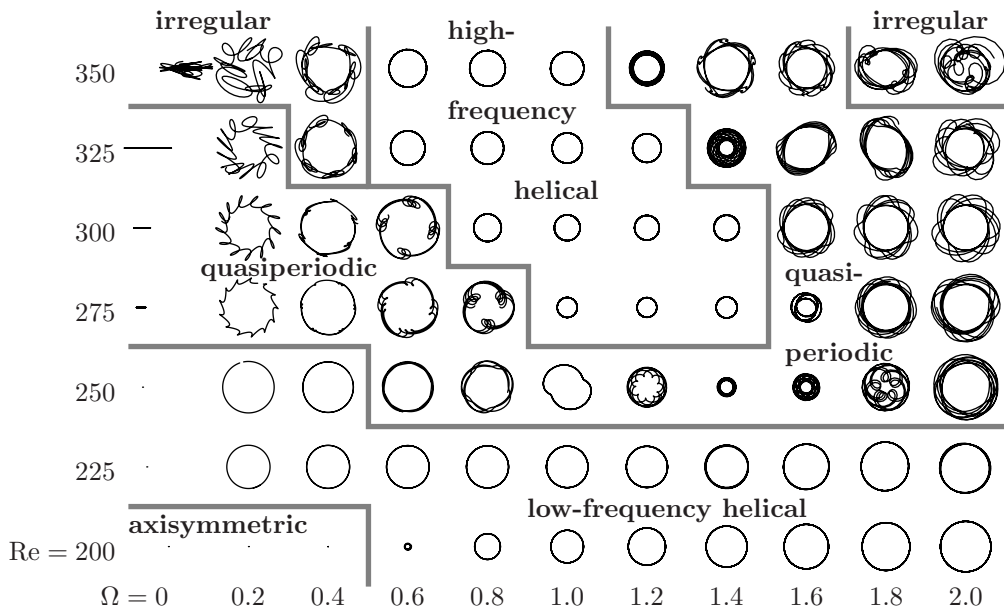 irregular
high-
irregular
350
frequency
325
helical
300
quasiperiodic
quasi-
275
periodic
250
225
axisymmetric
low-frequency helical
Re = 200
Ω = 0 0.2 0.4 0.6 0.8 1.0 1.2 1.4 1.6 1.8 2.0